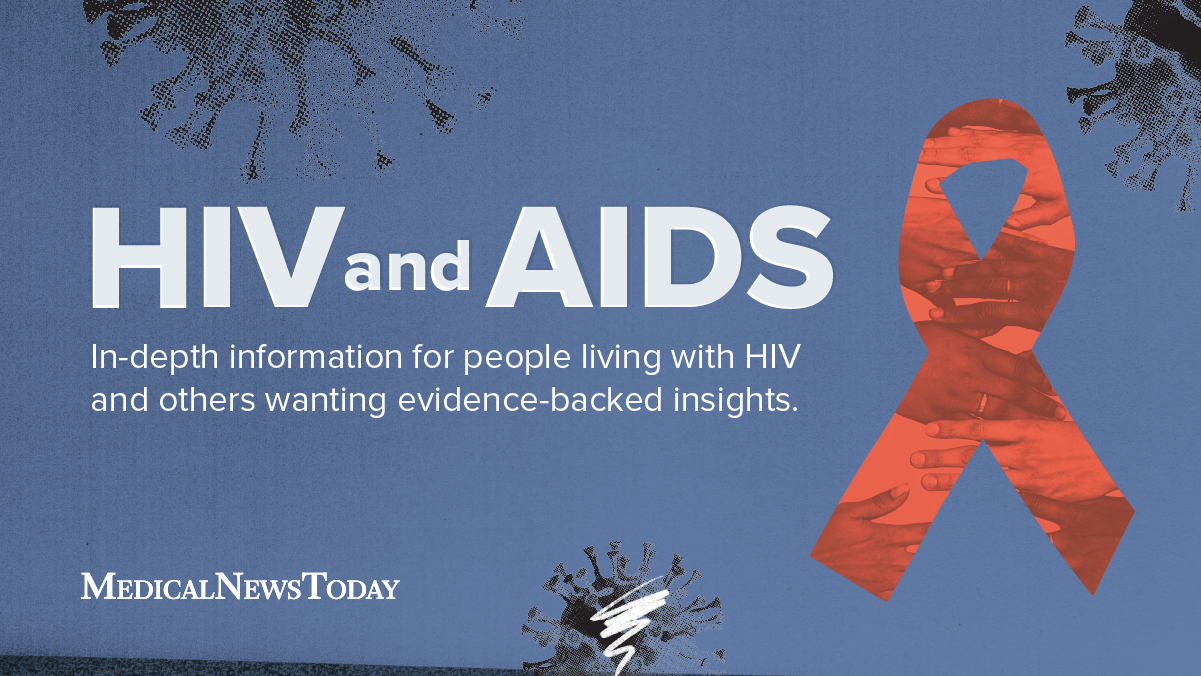 HIV and AIDS
In-depth information for people living with HIV
and others wanting evidence-backed insights.
MEDICALNEWSTODAY